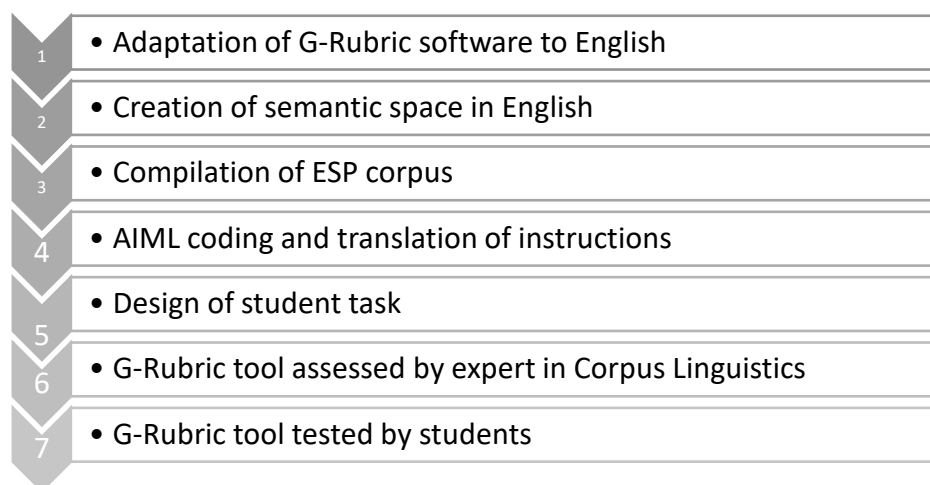 1 • Adaptation of G-Rubric software to English
2 • Creation of semantic space in English
3 • Compilation of ESP corpus
4 • AIML coding and translation of instructions
5 • Design of student task
6 • G-Rubric tool assessed by expert in Corpus Linguistics
7 • G-Rubric tool tested by students